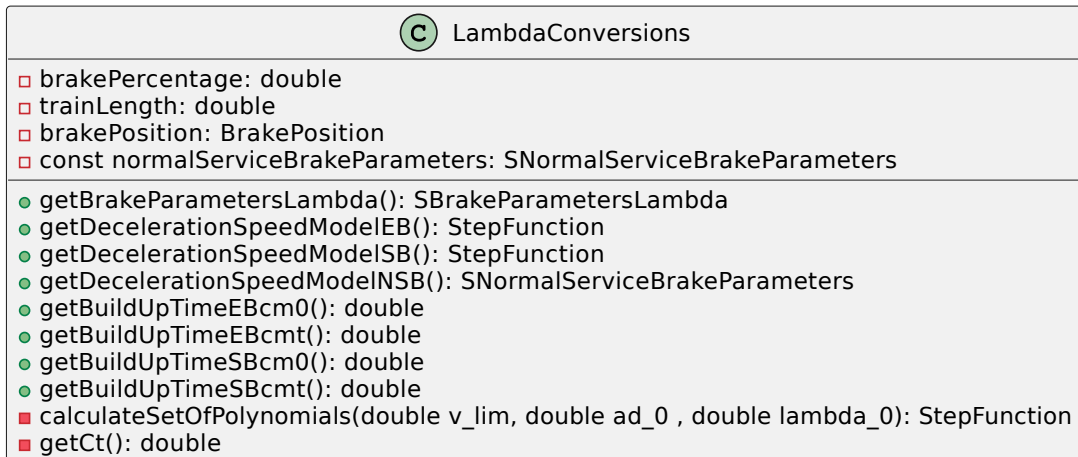 C LambdaConversions
brakePercentage: double
trainLength: double
brakePosition: BrakePosition
const normalServiceBrakeParameters: SNormalServiceBrakeParameters
getBrakeParametersLambda(): SBrakeParametersLambda
getDecelerationSpeedModelEB(): StepFunction
getDecelerationSpeedModelSB(): StepFunction
getDecelerationSpeedModelNSB(): SNormalServiceBrakeParameters
getBuildUpTimeEBcm0(): double
getBuildUpTimeEBcmt(): double
getBuildUpTimeSBcm0(): double
getBuildUpTimeSBcmt(): double
calculateSetOfPolynomials(double v_lim, double ad_0 , double lambda_0): StepFunction
getCt(): double